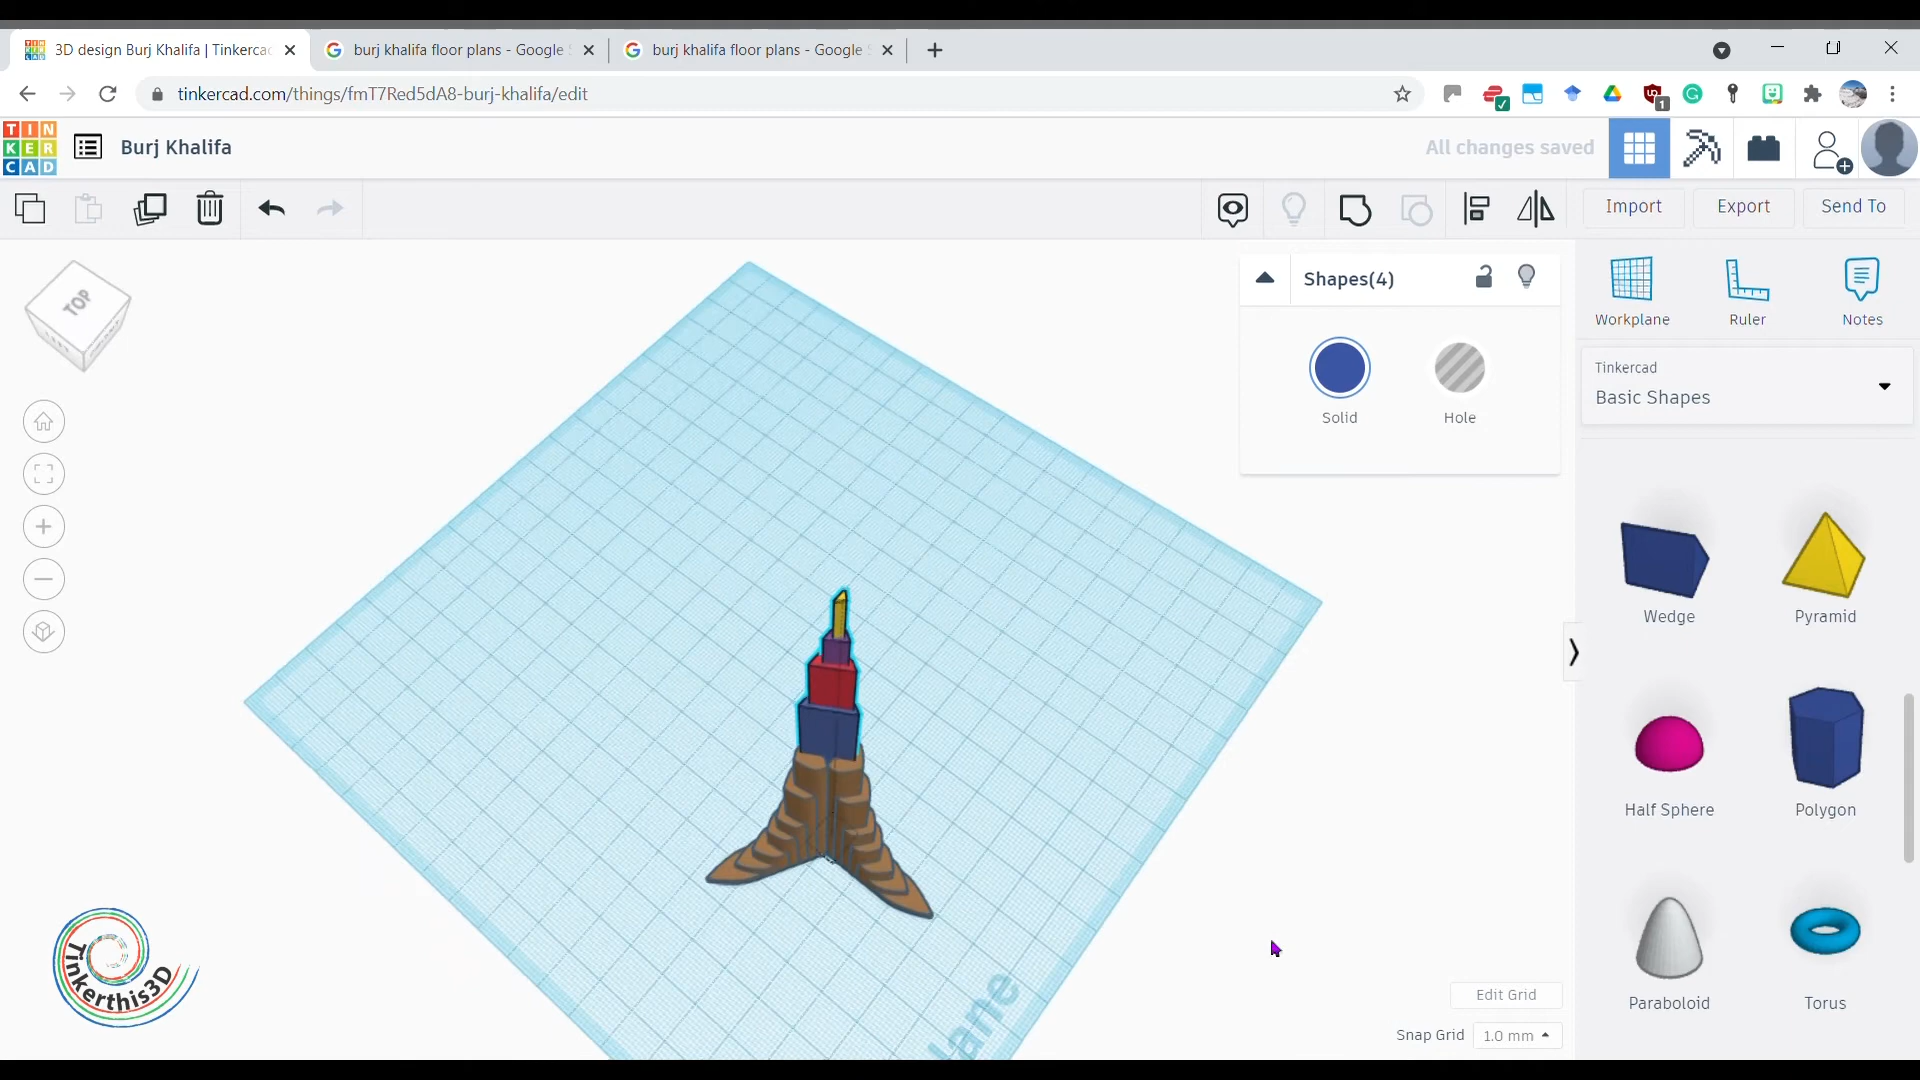 3D design Burj Khalifa | Tinkerca
burj khalifa floor plans - Google
burj khalifa floor plans - Google
tinkercad.com/things/fmT7Red5dA8-burj-khalifa/edit
1
TIN
KER
CAD
Burj Khalifa
All changes saved
Import
Export
Send To
TOP
Shapes(4)
Solid
Hole
Workplane
Ruler
Notes
Tinkercad
Basic Shapes
Wedge
Pyramid
Half Sphere
Polygon
Paraboloid
Torus
lane
Tinkerthis3D
Edit Grid
Snap Grid
1.0 mm